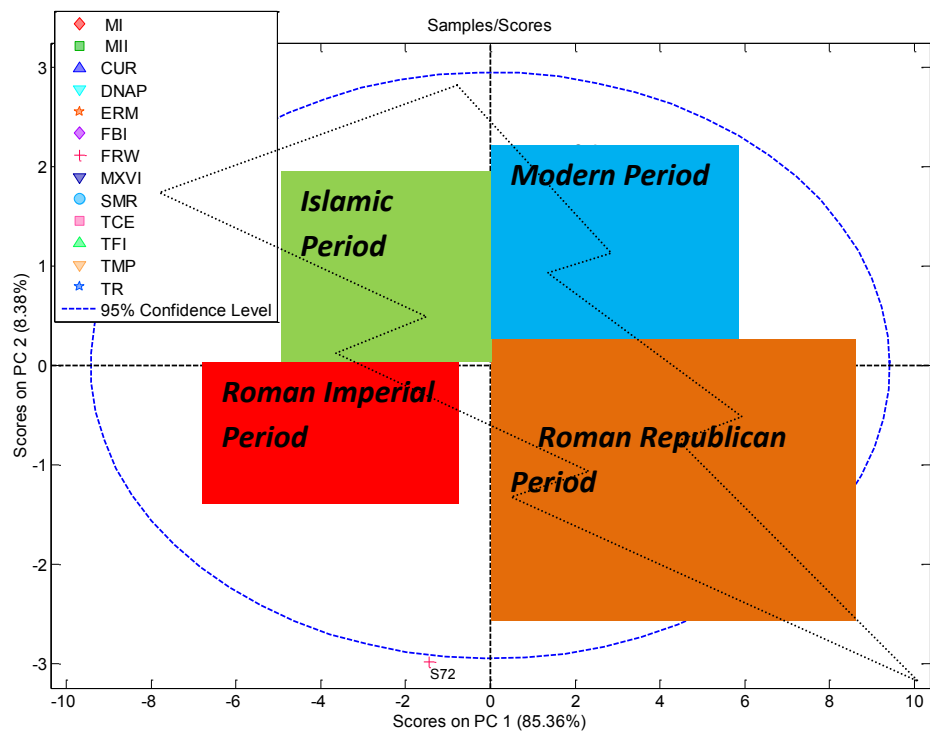 Samples/Scores
MI
MII
CUR
DNAP
ERM
FBI
FRW
MXVI
SMR
TCE
TFI
TMP
TR
95% Confidence Level
3
2
1
0
-1
-2
-3
Scores on PC 2 (8.38%)
Islamic
Period
Modern Period
Roman Imperial
Period
Roman Republican
Period
S72
-10
-8
-6
-4
-2
0
2
4
6
8
10
Scores on PC 1 (85.36%)